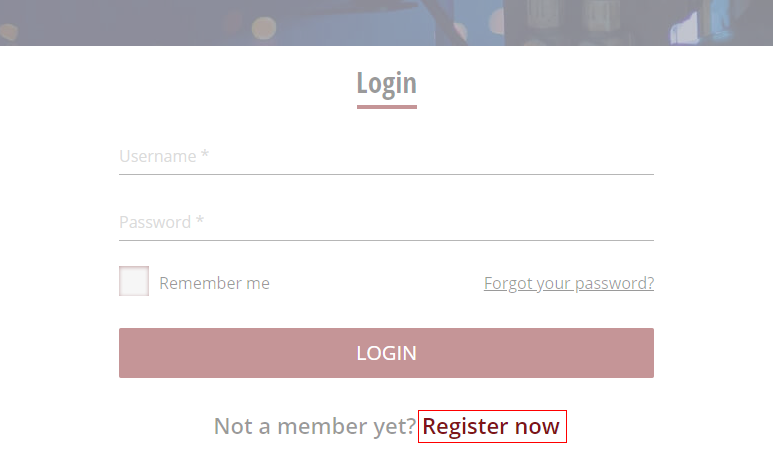 Login
Username *
Password *
Remember me Forgot your password?
LOGIN
Not a member yet? Register now